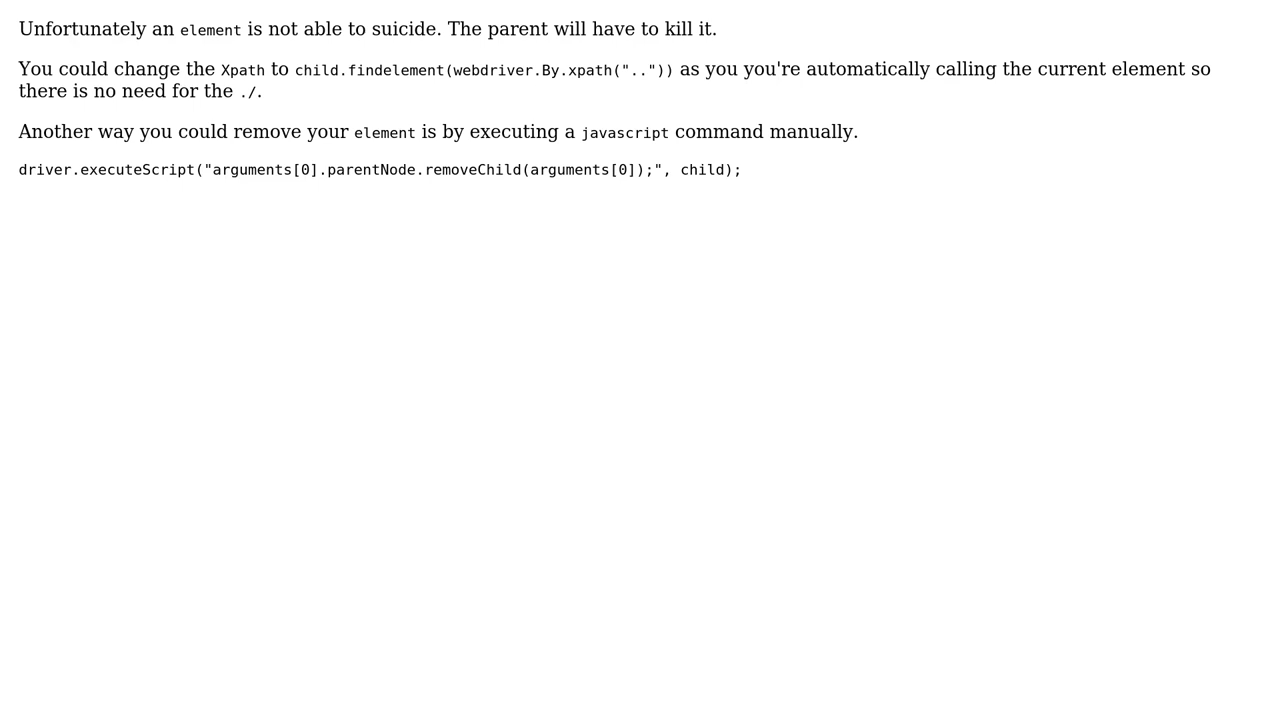 Unfortunately an element is not able to suicide. The parent will have to kill it.
You could change the Xpath to child.findelement(webdriver.By.xpath("..")) as you you're automatically calling the current element so
there is no need for the ./.
Another way you could remove your element is by executing a javascript command manually.
driver.executeScript("arguments[0].parentNode.removeChild(arguments[0]);", child);